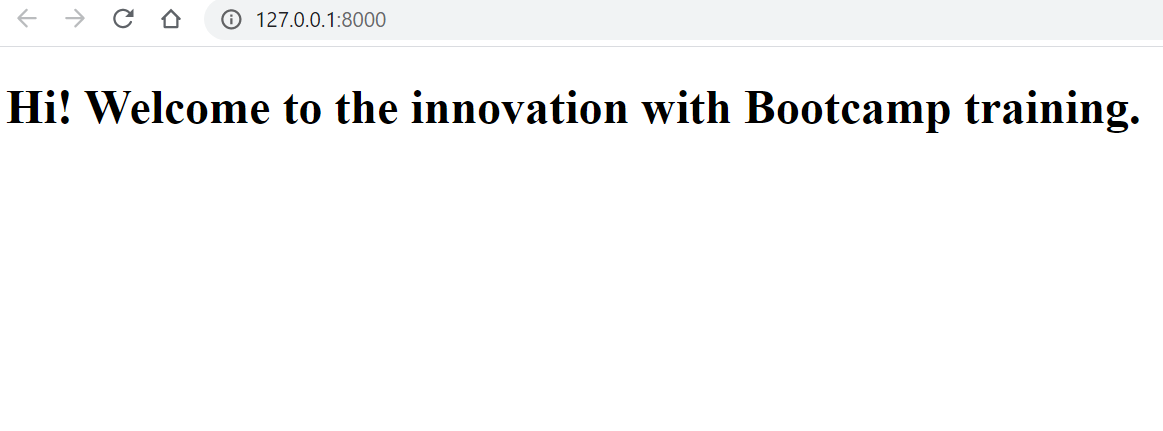 127.0.0.1:8000
Hi! Welcome to the innovation with Bootcamp training.